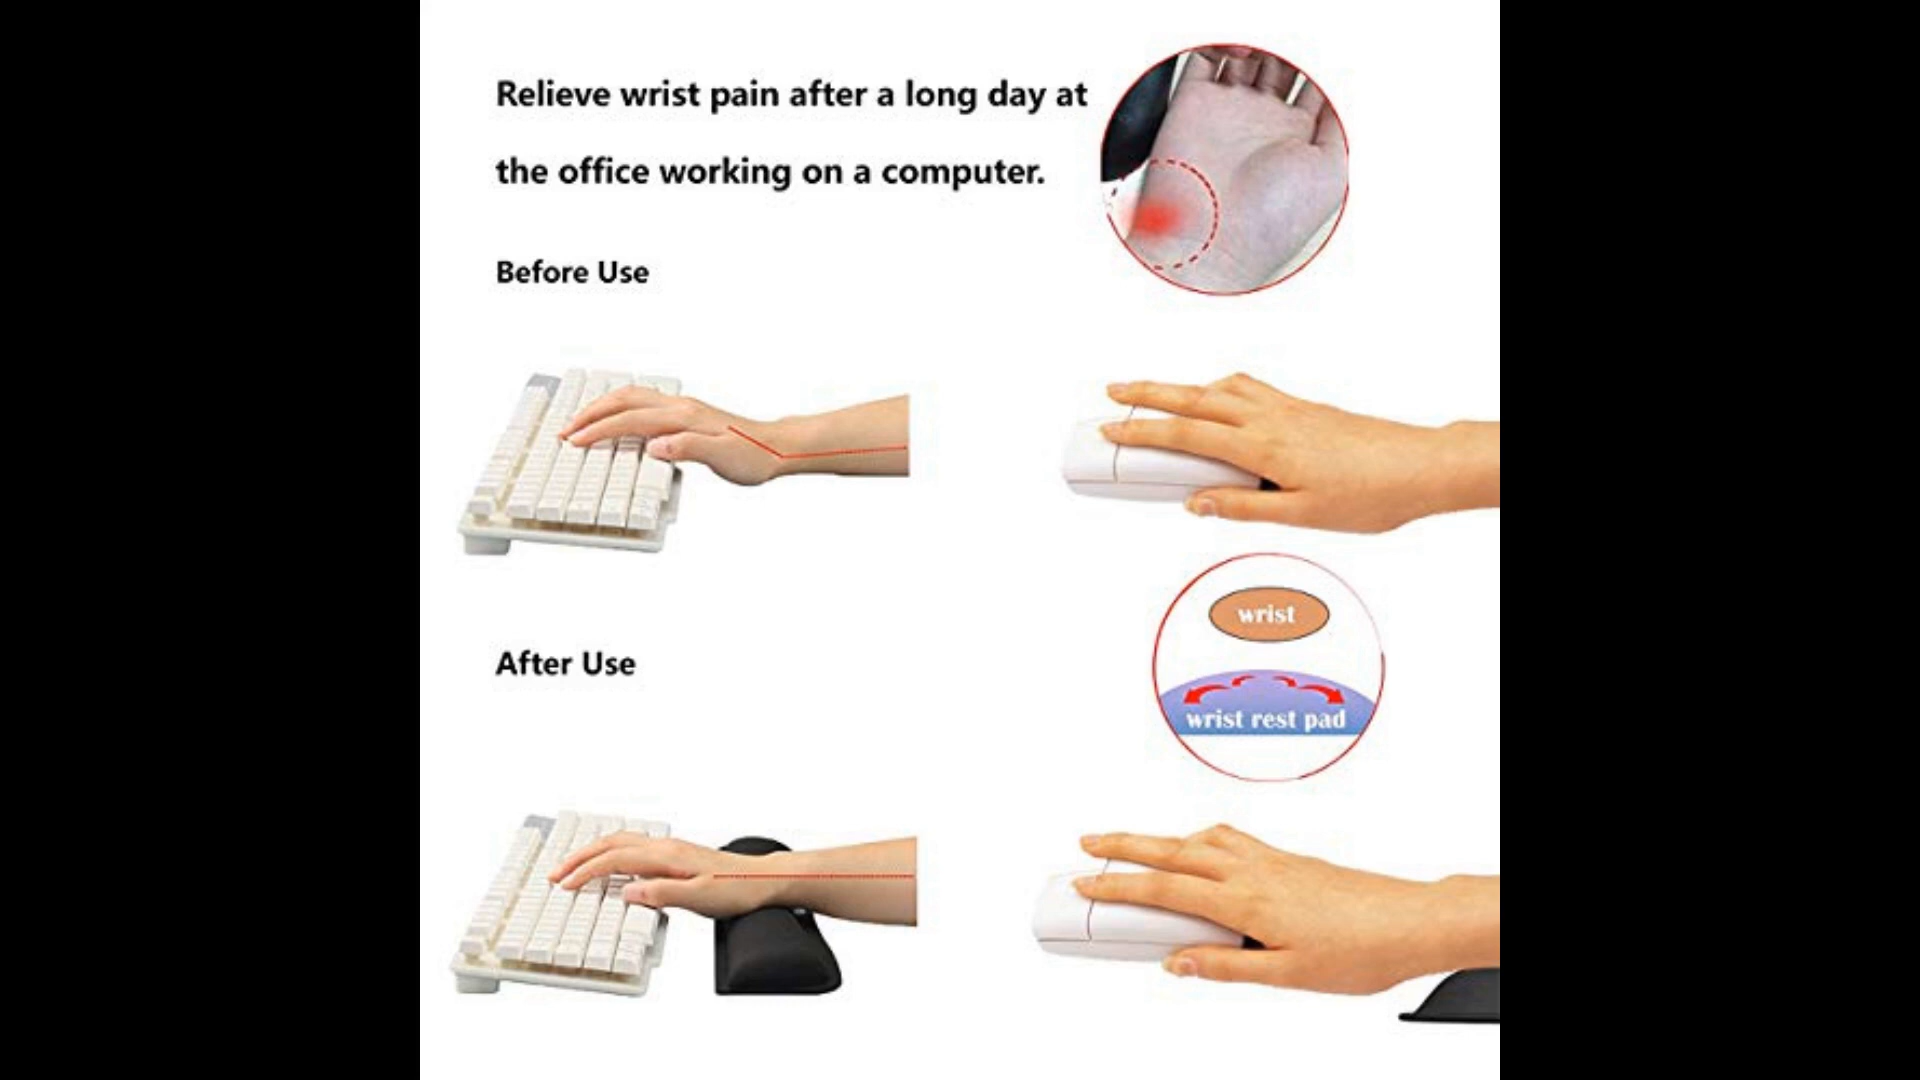 Relieve wrist pain after a long day at
the office working on a computer.
Before Use
wrist
After Use
wrist rest pad